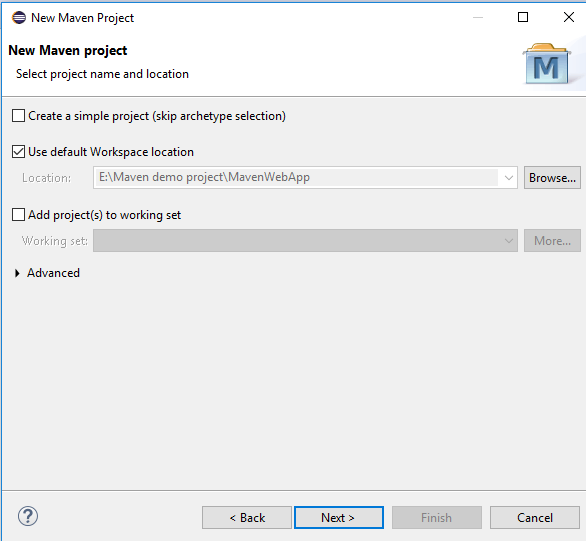 New Maven Project
New Maven project
Select project name and location
M
Create a simple project (skip archetype selection)
Use default Workspace location
Location: E:\Maven demo project\MavenWebApp Browse...
Add project(s) to working set
Working set: More...
Advanced
? < Back Next > Finish Cancel